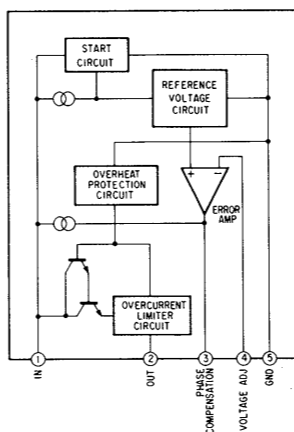 START
CIRCUIT
REFERENCE
VOLTAGE
CIRCUIT
OVERHEAT
PROTECTION
CIRCUIT
+
−
ERROR
AMP
OVERCURRENT
LIMITER
CIRCUIT
1
2
3
4
5
IN
OUT
PHASE
COMPENSATION
VOLTAGE ADJ
GND